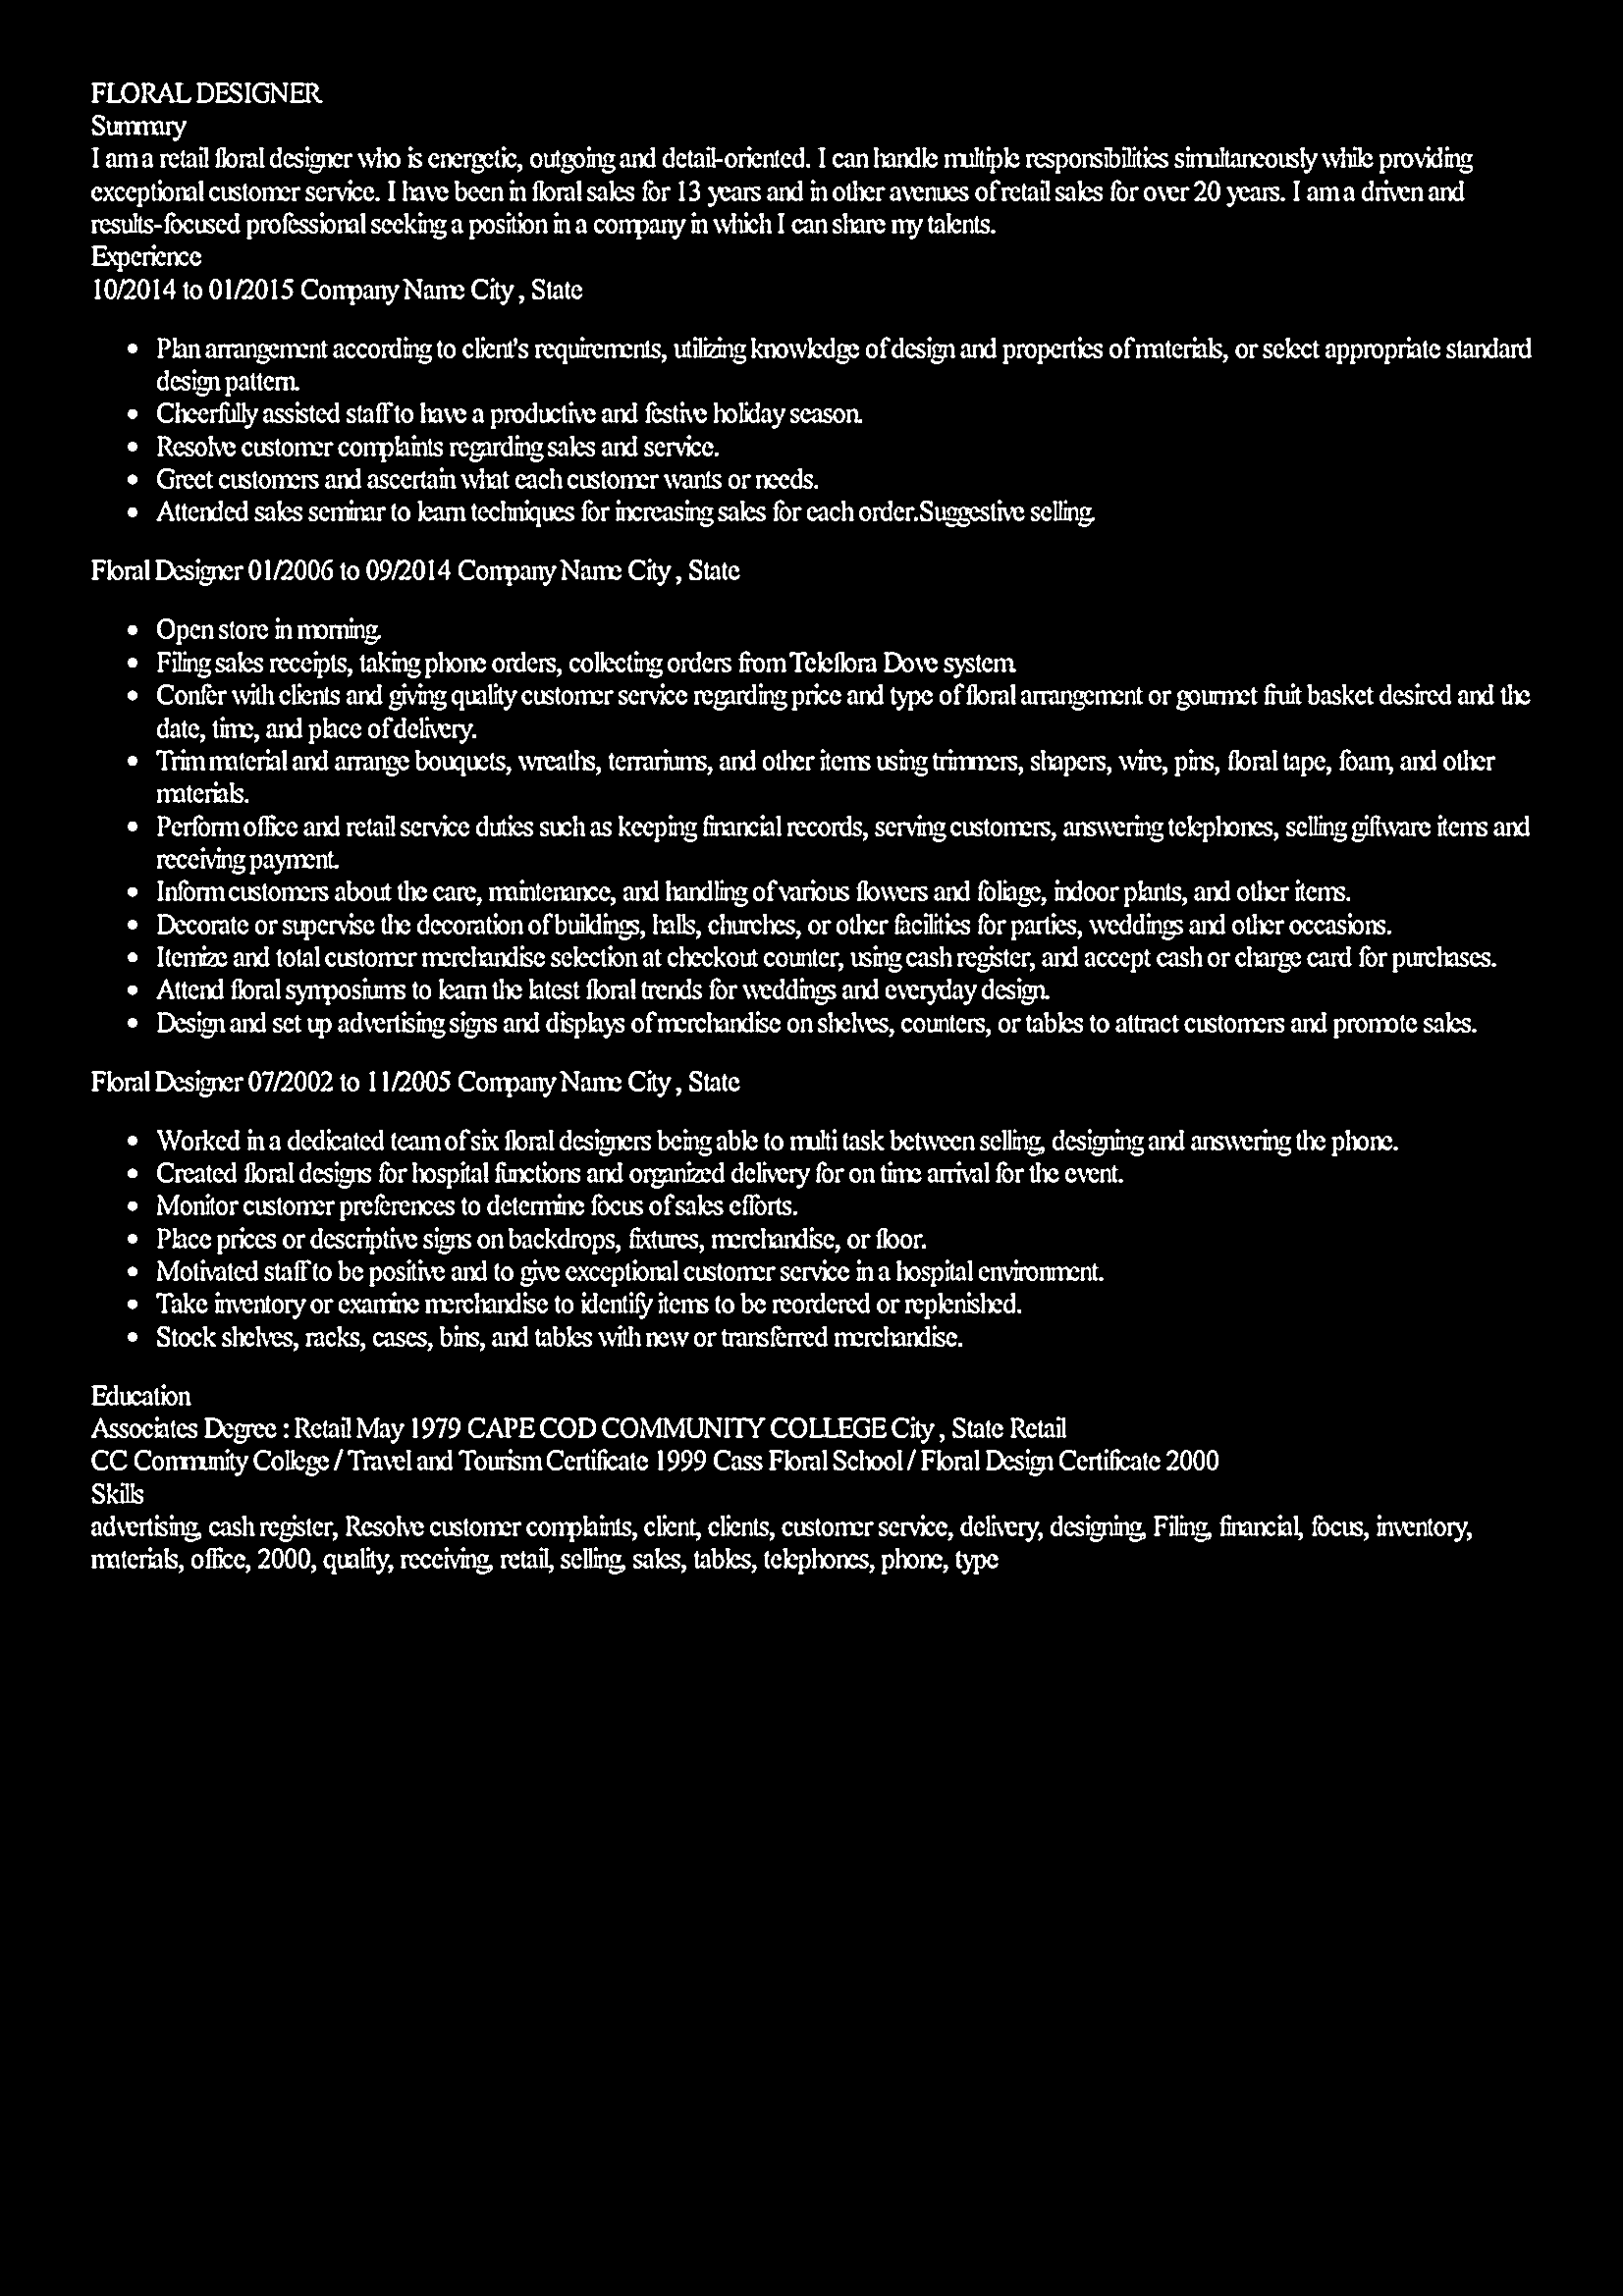 FLORAL DESIGNER
Summary
I am a retail floral designer who is energetic, outgoing and detail-oriented. I can handle multiple responsibilities simultaneously while providing
exceptional customer service. I have been in floral sales for 13 years and in other avenues of retail sales for over 20 years. I am a driven and
results-focused professional seeking a position in a company in which I can share my talents.
Experience
10/2014 to 01/2015 Company Name City , State
• Plan arrangement according to client's requirements, utilizing knowledge of design and properties of materials, or select appropriate standard
design pattern.
• Cheerfully assisted staff to have a productive and festive holiday season.
• Resolve customer complaints regarding sales and service.
• Greet customers and ascertain what each customer wants or needs.
• Attended sales seminar to learn techniques for increasing sales for each order.Suggestive selling.
Floral Designer 01/2006 to 09/2014 Company Name City , State
• Open store in morning.
• Filing sales receipts, taking phone orders, collecting orders from Teleflora Dove system.
• Confer with clients and giving quality customer service regarding price and type of floral arrangement or gourmet fruit basket desired and the
date, time, and place of delivery.
• Trim material and arrange bouquets, wreaths, terrariums, and other items using trimmers, shapers, wire, pins, floral tape, foam, and other
materials.
• Perform office and retail service duties such as keeping financial records, serving customers, answering telephones, selling giftware items and
receiving payment.
• Inform customers about the care, maintenance, and handling of various flowers and foliage, indoor plants, and other items.
• Decorate or supervise the decoration of buildings, halls, churches, or other facilities for parties, weddings and other occasions.
• Itemize and total customer merchandise selection at checkout counter, using cash register, and accept cash or charge card for purchases.
• Attend floral symposiums to learn the latest floral trends for weddings and everyday design.
• Design and set up advertising signs and displays of merchandise on shelves, counters, or tables to attract customers and promote sales.
Floral Designer 07/2002 to 11/2005 Company Name City , State
• Worked in a dedicated team of six floral designers being able to multi task between selling, designing and answering the phone.
• Created floral designs for hospital functions and organized delivery for on time arrival for the event.
• Monitor customer preferences to determine focus of sales efforts.
• Place prices or descriptive signs on backdrops, fixtures, merchandise, or floor.
• Motivated staff to be positive and to give exceptional customer service in a hospital environment.
• Take inventory or examine merchandise to identify items to be reordered or replenished.
• Stock shelves, racks, cases, bins, and tables with new or transferred merchandise.
Education
Associates Degree : Retail May 1979 CAPE COD COMMUNITY COLLEGE City , State Retail
CC Community College / Travel and Tourism Certificate 1999 Cass Floral School / Floral Design Certificate 2000
Skills
advertising, cash register, Resolve customer complaints, client, clients, customer service, delivery, designing, Filing, financial, focus, inventory,
materials, office, 2000, quality, receiving, retail, selling, sales, tables, telephones, phone, type